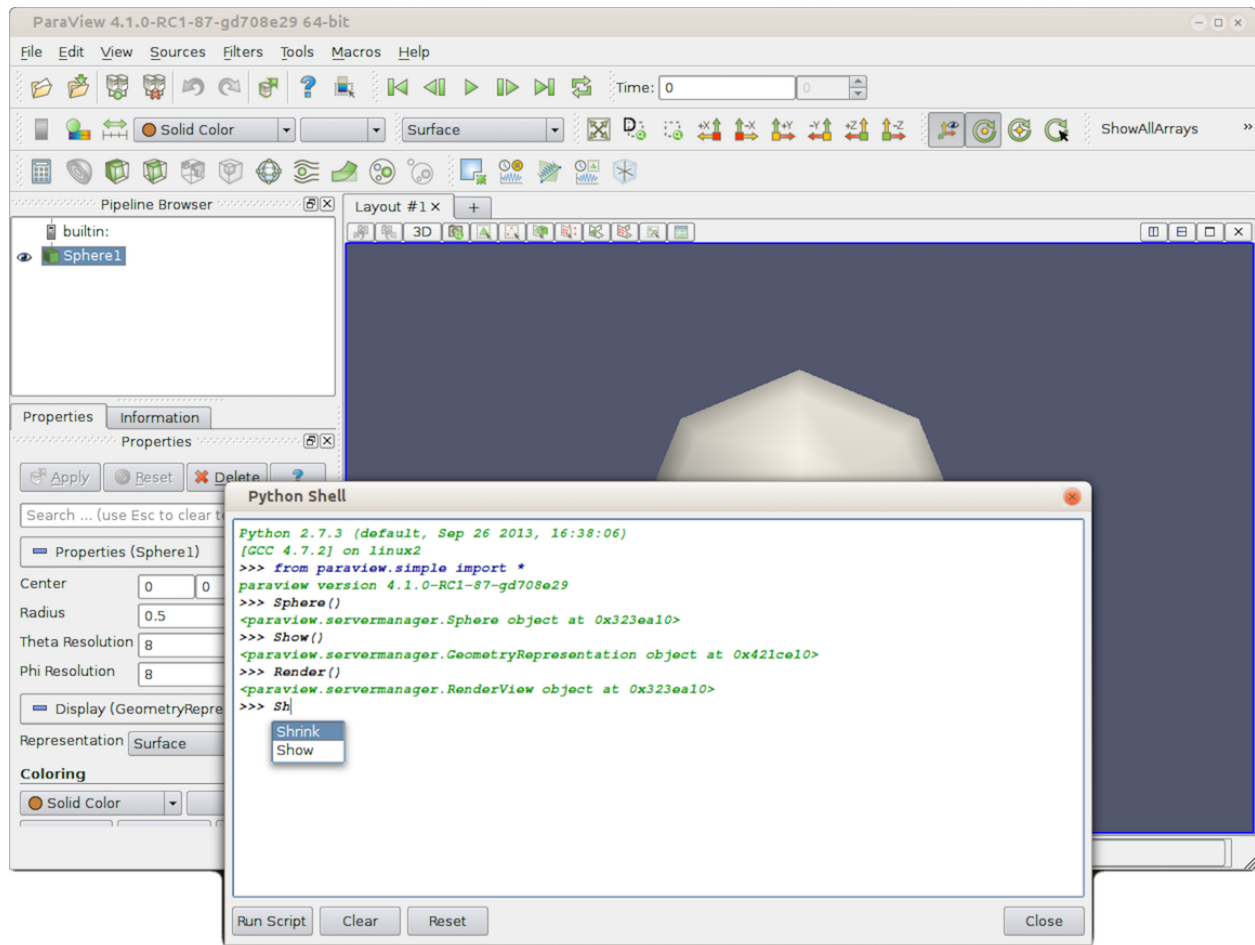 ParaView 4.1.0-RC1-87-gd708e29 64-bit
File Edit View Sources Filters Tools Macros Help
Time: 0 0
Solid Color Surface +X -X +Y -Y +Z -Z ShowAllArrays »
Pipeline Browser
Layout #1 × +
builtin:
3D
Sphere1
Properties Information
Properties
Apply Reset Delete ?
Search ... (use Esc to clear t
Properties (Sphere1)
Center 0 0
Radius 0.5
Theta Resolution 8
Phi Resolution 8
Display (GeometryRepre
Representation Surface
Coloring
Solid Color
Python Shell
Python 2.7.3 (default, Sep 26 2013, 16:38:06)
[GCC 4.7.2] on linux2
>>> from paraview.simple import *
paraview version 4.1.0-RC1-87-gd708e29
>>> Sphere()
<paraview.servermanager.Sphere object at 0x323ea10>
>>> Show()
<paraview.servermanager.GeometryRepresentation object at 0x421ce10>
>>> Render()
<paraview.servermanager.RenderView object at 0x323ea10>
>>> Sh
Shrink
Show
Run Script Clear Reset Close